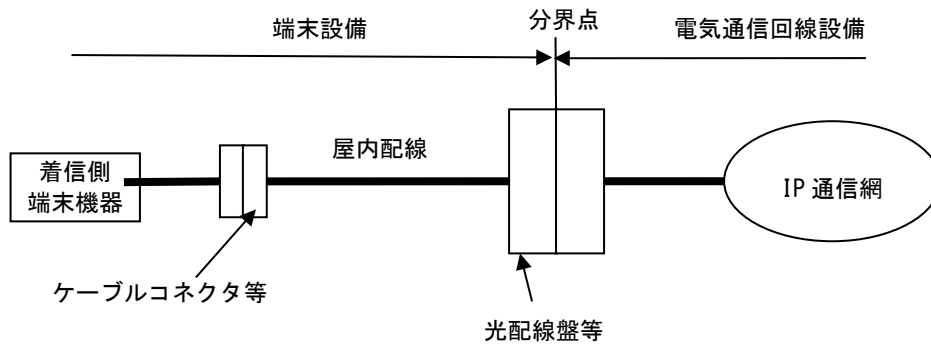 端末設備
分界点
電気通信回線設備
屋内配線
着信側
端末機器
IP 通信網
ケーブルコネクタ等
光配線盤等